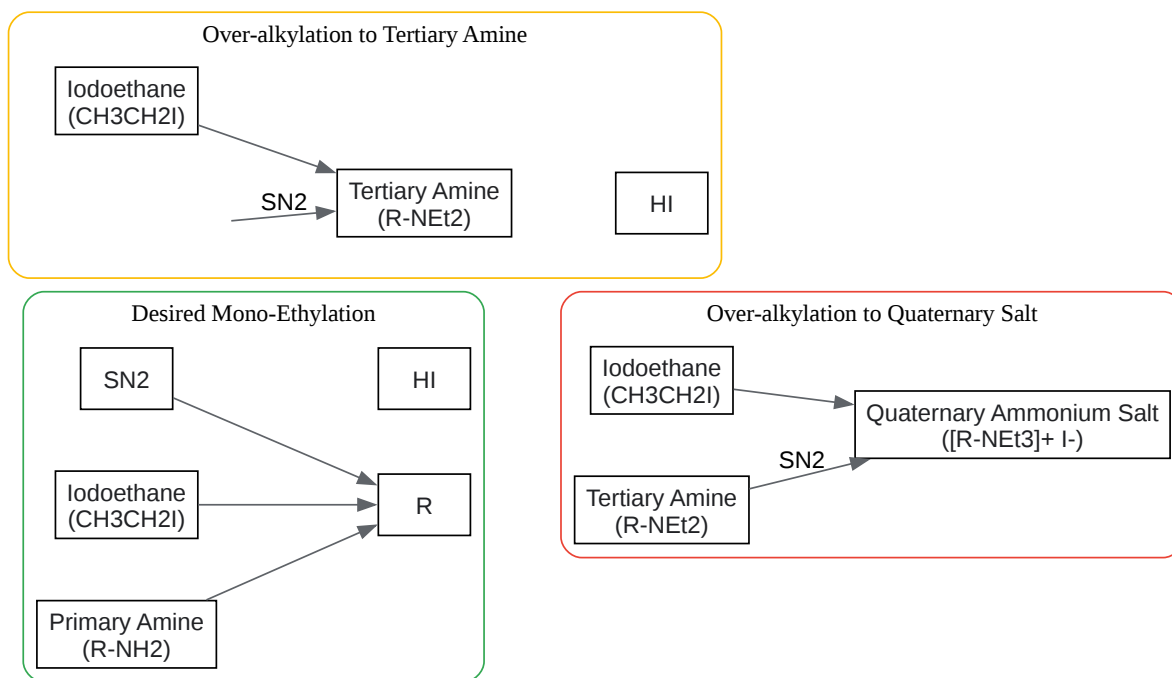 Over-alkylation to Tertiary Amine
Iodoethane
(CH3CH2I)
SN2
Tertiary Amine
(R-NEt2)
HI
Desired Mono-Ethylation
SN2
HI
Iodoethane
(CH3CH2I)
R
Primary Amine
(R-NH2)
Over-alkylation to Quaternary Salt
Iodoethane
(CH3CH2I)
Quaternary Ammonium Salt
([R-NEt3]+ I-)
SN2
Tertiary Amine
(R-NEt2)